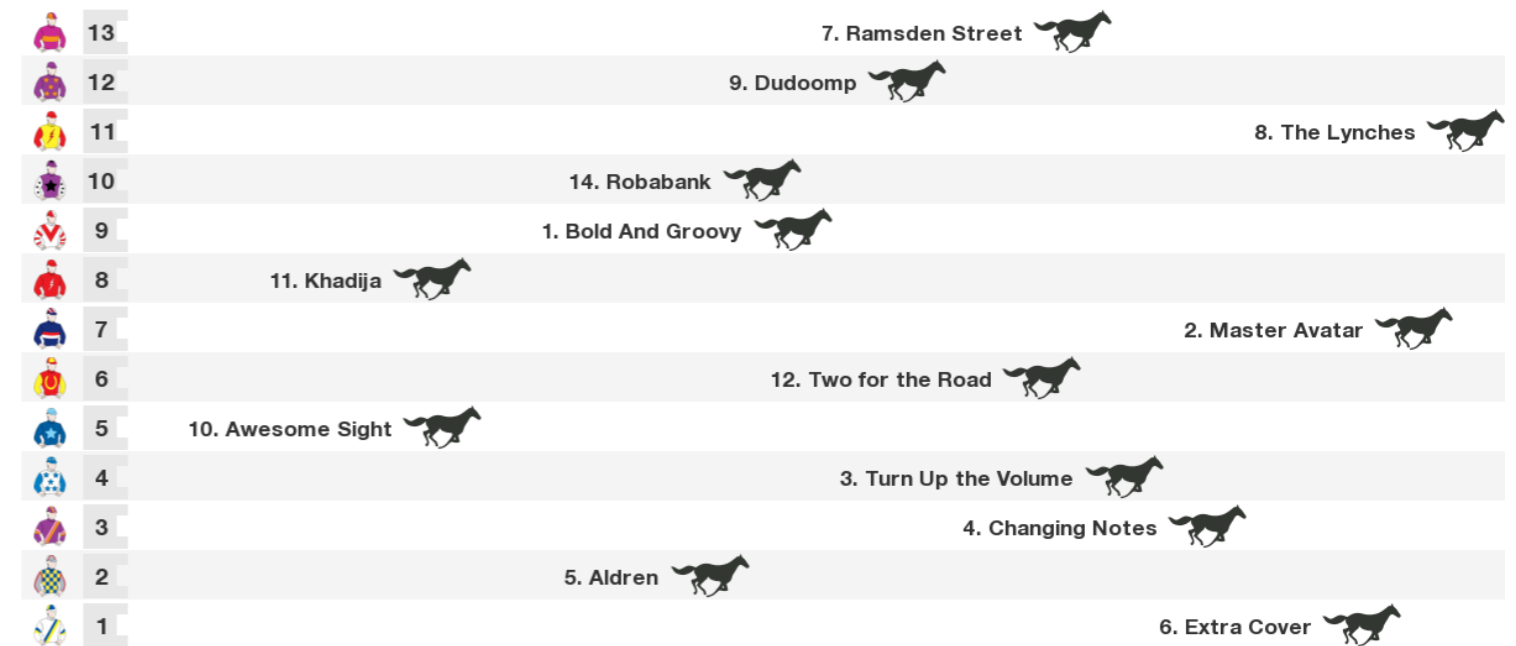 13 7. Ramsden Street
12 9. Dudoomp
11 8. The Lynches
10 14. Robabank
9 1. Bold And Groovy
8 11. Khadija
7 2. Master Avatar
6 12. Two for the Road
5 10. Awesome Sight
4 3. Turn Up the Volume
3 4. Changing Notes
2 5. Aldren
1 6. Extra Cover